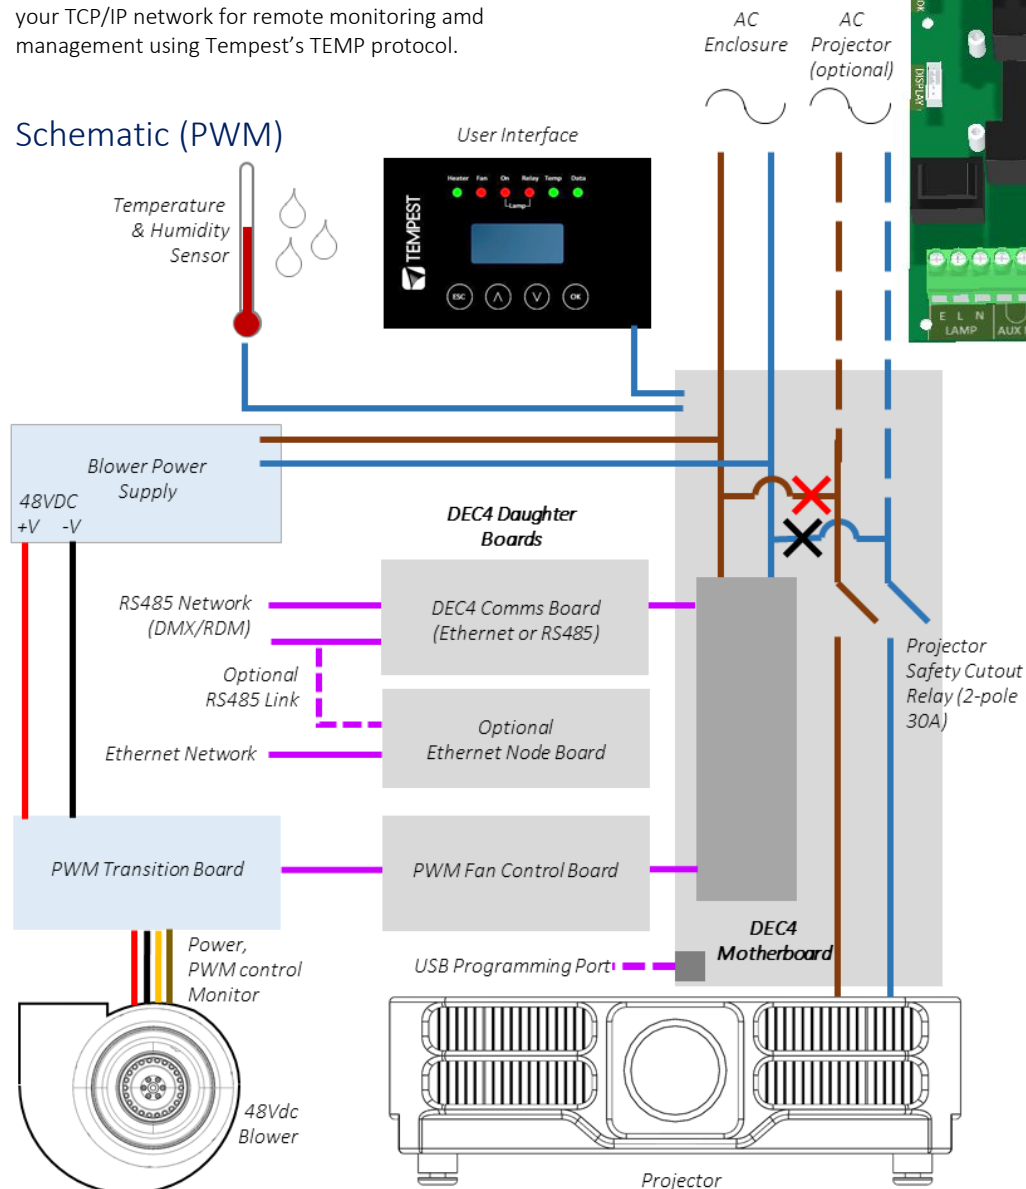 your TCP/IP network for remote monitoring amd
management using Tempest's TEMP protocol.
AC
Enclosure
AC
Projector
(optional)
DISPLAY
Schematic (PWM)
User Interface
Heater Fan On Relay Temp Data
Lamp
TEMPEST
ESC
OK
Temperature
& Humidity
Sensor
E L N
LAMP
AUX
Blower Power
Supply
48VDC
+V -V
DEC4 Daughter
Boards
RS485 Network
(DMX/RDM)
DEC4 Comms Board
(Ethernet or RS485)
Optional
RS485 Link
Projector
Safety Cutout
Relay (2-pole
30A)
Optional
Ethernet Node Board
Ethernet Network
PWM Transition Board
PWM Fan Control Board
DEC4
Motherboard
Power,
PWM control
Monitor
USB Programming Port
48Vdc
Blower
Projector